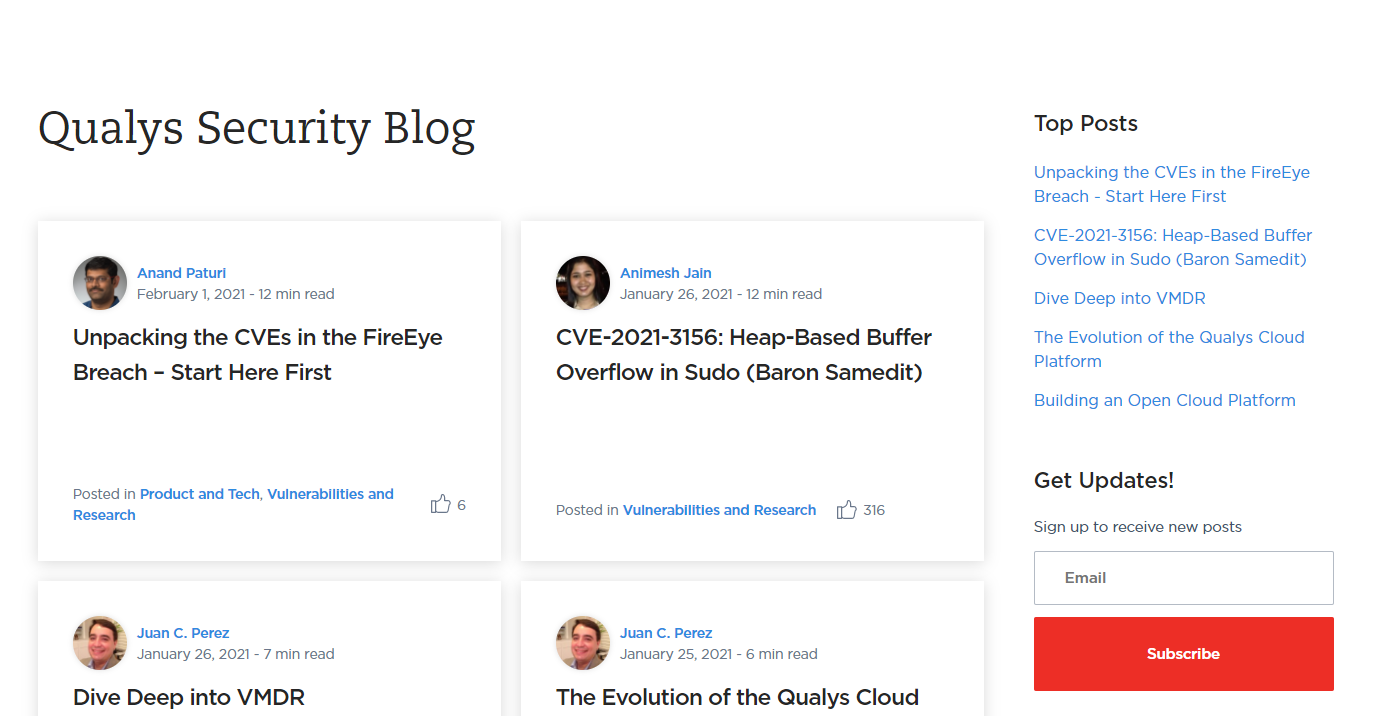 Qualys Security Blog
Anand Paturi
February 1, 2021 - 12 min read
Unpacking the CVEs in the FireEye
Breach – Start Here First
Posted in Product and Tech, Vulnerabilities and
Research
6
Animesh Jain
January 26, 2021 - 12 min read
CVE-2021-3156: Heap-Based Buffer
Overflow in Sudo (Baron Samedit)
Posted in Vulnerabilities and Research
316
Juan C. Perez
January 26, 2021 - 7 min read
Dive Deep into VMDR
Juan C. Perez
January 25, 2021 - 6 min read
The Evolution of the Qualys Cloud
Top Posts
Unpacking the CVEs in the FireEye
Breach - Start Here First
CVE-2021-3156: Heap-Based Buffer
Overflow in Sudo (Baron Samedit)
Dive Deep into VMDR
The Evolution of the Qualys Cloud
Platform
Building an Open Cloud Platform
Get Updates!
Sign up to receive new posts
Email
Subscribe